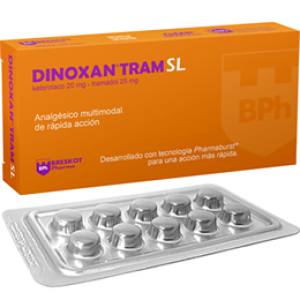 DINOXAN® TRAM SL
ketorolaco 20 mg - tramadol 25 mg
Analgésico multimodal
de rápida acción
BPh
Desarrollado con tecnología Pharmaburst®
para una acción más rápida.
BPh
BRESKOT
Pharma